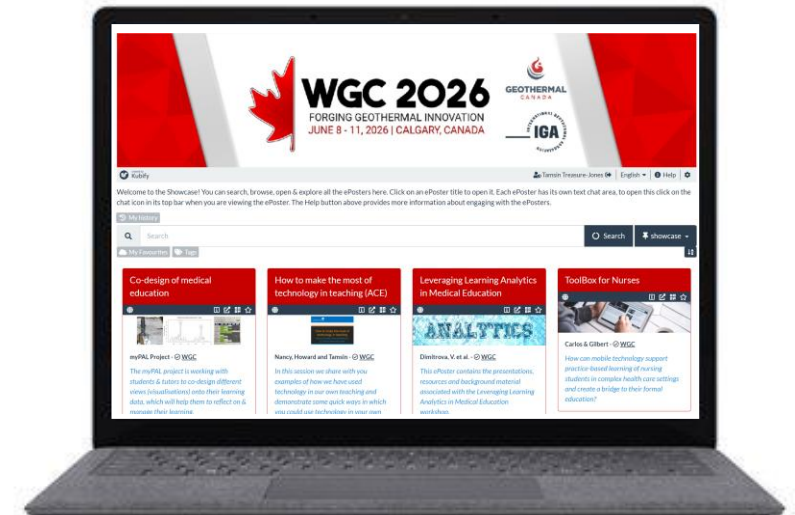 WGC 2026
FORGING GEOTHERMAL INNOVATION
JUNE 8 - 11, 2026 | CALGARY, CANADA
GEOTHERMAL
CANADA
IGA
Kubify
Tamsin Treasure-Jones
English
Help
Welcome to the Showcase! You can search, browse, open & explore all the ePosters here. Click on an ePoster title to open it. Each ePoster has its own text chat area, to open this click on the
chat icon in its top bar when you are viewing the ePoster. The Help button above provides more information about engaging with the ePosters.
My history
Search
Search
showcase
My Favourites
Tags
Co-design of medical
education
myPAL Project - WGC
The myPAL project is working with
students & tutors to co-design different
views (visualisations) onto their learning
data, which will help them to reflect on &
manage their learning
How to make the most of
technology in teaching (ACE)
Nancy, Howard and Tamsin - WGC
In this session we share with you
examples of how we have used
technology in our own teaching and
demonstrate some quick ways in which
you could use technology in your own
Leveraging Learning Analytics
in Medical Education
ANALYTICS
Dimitrova, V. et al. - WGC
This ePoster contains the presentations,
resources and background material
associated with the Leveraging Learning
Analytics in Medical Education
workshop
ToolBox for Nurses
Carlos & Gilbert - WGC
How can mobile technology support
practice-based learning of nursing
students in complex health care settings
and create a bridge to their formal
education?